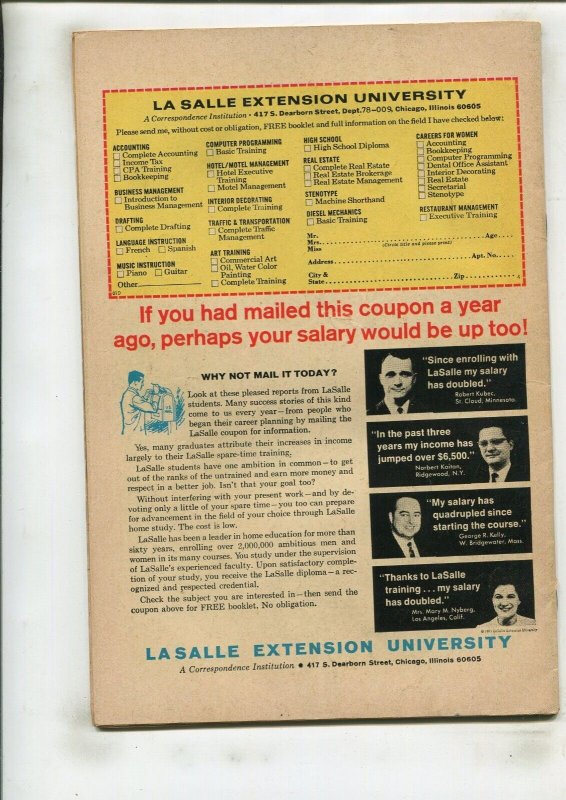 LA SALLE EXTENSION UNIVERSITY
A Correspondence Institution • 417 S. Dearborn Street, Dept. 78-009, Chicago, Illinois 60605
Please send me, without cost or obligation, FREE booklet and full information on the field I have checked below:
ACCOUNTING
Complete Accounting
Income Tax
CPA Training
Bookkeeping
BUSINESS MANAGEMENT
Introduction to
Business Management
DRAFTING
Complete Drafting
LANGUAGE INSTRUCTION
French Spanish
MUSIC INSTRUCTION
Piano Guitar
Other
COMPUTER PROGRAMMING
Basic Training
HOTEL/MOTEL MANAGEMENT
Hotel Executive
Training
Motel Management
INTERIOR DECORATING
Complete Training
TRAFFIC & TRANSPORTATION
Complete Traffic
Management
ART TRAINING
Commercial Art
Oil, Water Color
Painting
Complete Training
HIGH SCHOOL
High School Diploma
REAL ESTATE
Complete Real Estate
Real Estate Brokerage
Real Estate Management
STENOTYPE
Machine Shorthand
DIESEL MECHANICS
Basic Training
CAREERS FOR WOMEN
Accounting
Bookkeeping
Computer Programming
Dental Office Assistant
Interior Decorating
Real Estate
Secretarial
Stenotype
RESTAURANT MANAGEMENT
Executive Training
Mr.
Mrs. Age
Miss (Circle title and please print)
Address Apt. No.
City &
State Zip
If you had mailed this coupon a year
ago, perhaps your salary would be up too!
WHY NOT MAIL IT TODAY?
Look at these pleased reports from LaSalle
students. Many success stories of this kind
come to us every year—from people who
began their career planning by mailing the
LaSalle coupon for information.
Yes, many graduates attribute their increases in income
largely to their LaSalle spare-time training.
LaSalle students have one ambition in common—to get
out of the ranks of the untrained and earn more money and
respect in a better job. Isn't that your goal too?
Without interfering with your present work—and by de-
voting only a little of your spare time—you too can prepare
for advancement in the field of your choice through LaSalle
home study. The cost is low.
LaSalle has been a leader in home education for more than
sixty years, enrolling over 2,000,000 ambitious men and
women in its many courses. You study under the supervision
of LaSalle's experienced faculty. Upon satisfactory comple-
tion of your study, you receive the LaSalle diploma—a rec-
ognized and respected credential.
Check the subject you are interested in—then send the
coupon above for FREE booklet. No obligation.
"Since enrolling with
LaSalle my salary
has doubled."
Robert Kubec,
St. Cloud, Minnesota
"In the past three
years my income has
jumped over $6,500."
Norbert Kaiton,
Ridgewood, N.Y.
"My salary has
quadrupled since
starting the course."
George R. Kelly,
W. Bridgewater, Mass.
"Thanks to LaSalle
training . . . my salary
has doubled."
Mrs. Mary M. Nyberg,
Los Angeles, Calif.
LA SALLE EXTENSION UNIVERSITY
A Correspondence Institution • 417 S. Dearborn Street, Chicago, Illinois 60605